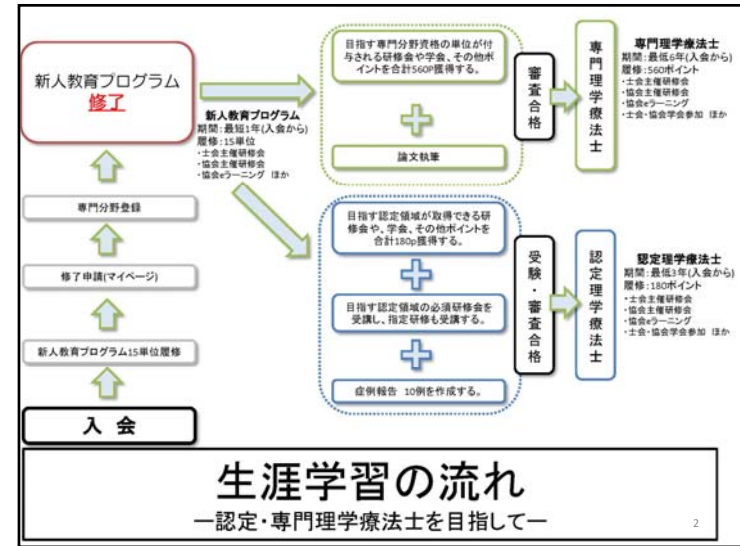 新人教育プログラム
修了
専門分野登録
修了申請(マイページ)
新人教育プログラム15単位履修
入 会
新人教育プログラム
期間:最短1年(入会から)
履修:15単位
・士会主催研修会
・協会主催研修会
・協会eラーニング ほか
目指す専門分野資格の単位が付
与される研修会や学会、その他ポ
イントを合計560P獲得する。
論文執筆
審査合格
専門理学療法士
専門理学療法士
期間:最低6年(入会から)
履修:560ポイント
・士会主催研修会
・協会主催研修会
・協会eラーニング
・士会・協会学会参加 ほか
目指す認定領域が取得できる研
修会や、学会、その他ポイントを
合計180p獲得する。
目指す認定領域の必須研修会を
受講し、指定研修も受講する。
症例報告 10例を作成する。
受験・審査合格
認定理学療法士
認定理学療法士
期間:最低3年(入会から)
履修:180ポイント
・士会主催研修会
・協会主催研修会
・協会eラーニング
・士会・協会学会参加 ほか
生涯学習の流れ
―認定・専門理学療法士を目指して―
2